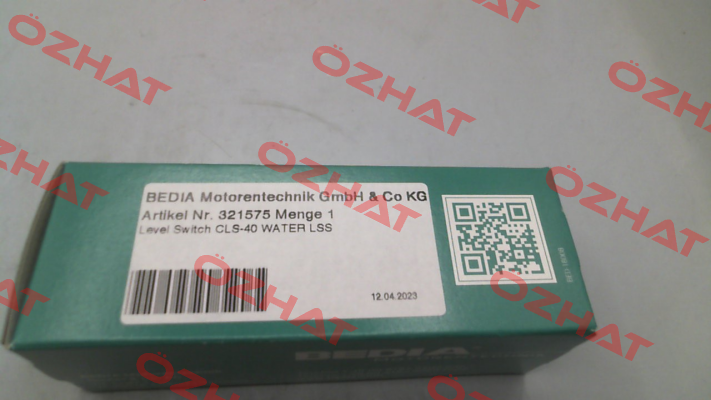 BEDIA Motorentechnik GmbH & Co KG
Artikel Nr. 321575 Menge 1
Level Switch CLS-40 WATER LSS
12.04.2023
BEDIA
ÖZHAT
ÖZHAT
ÖZHAT
ÖZHAT
ÖZHAT
ÖZHAT
ÖZHAT
ÖZHAT